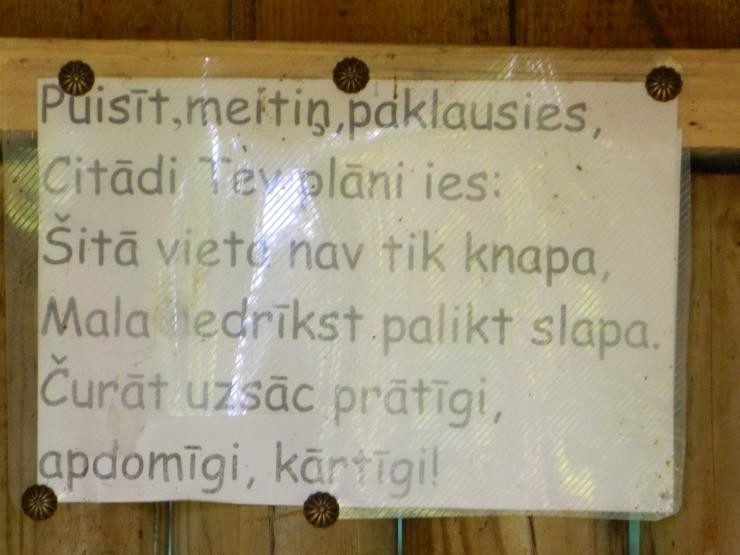 Puisīt,meitiņ,paklausies,
Citādi Tev plāni ies:
Šitā vieta nav tik knapa,
Mala nedrīkst palikt slapa.
Čurāt uzsāc prātīgi,
apdomīgi, kārtīgi!